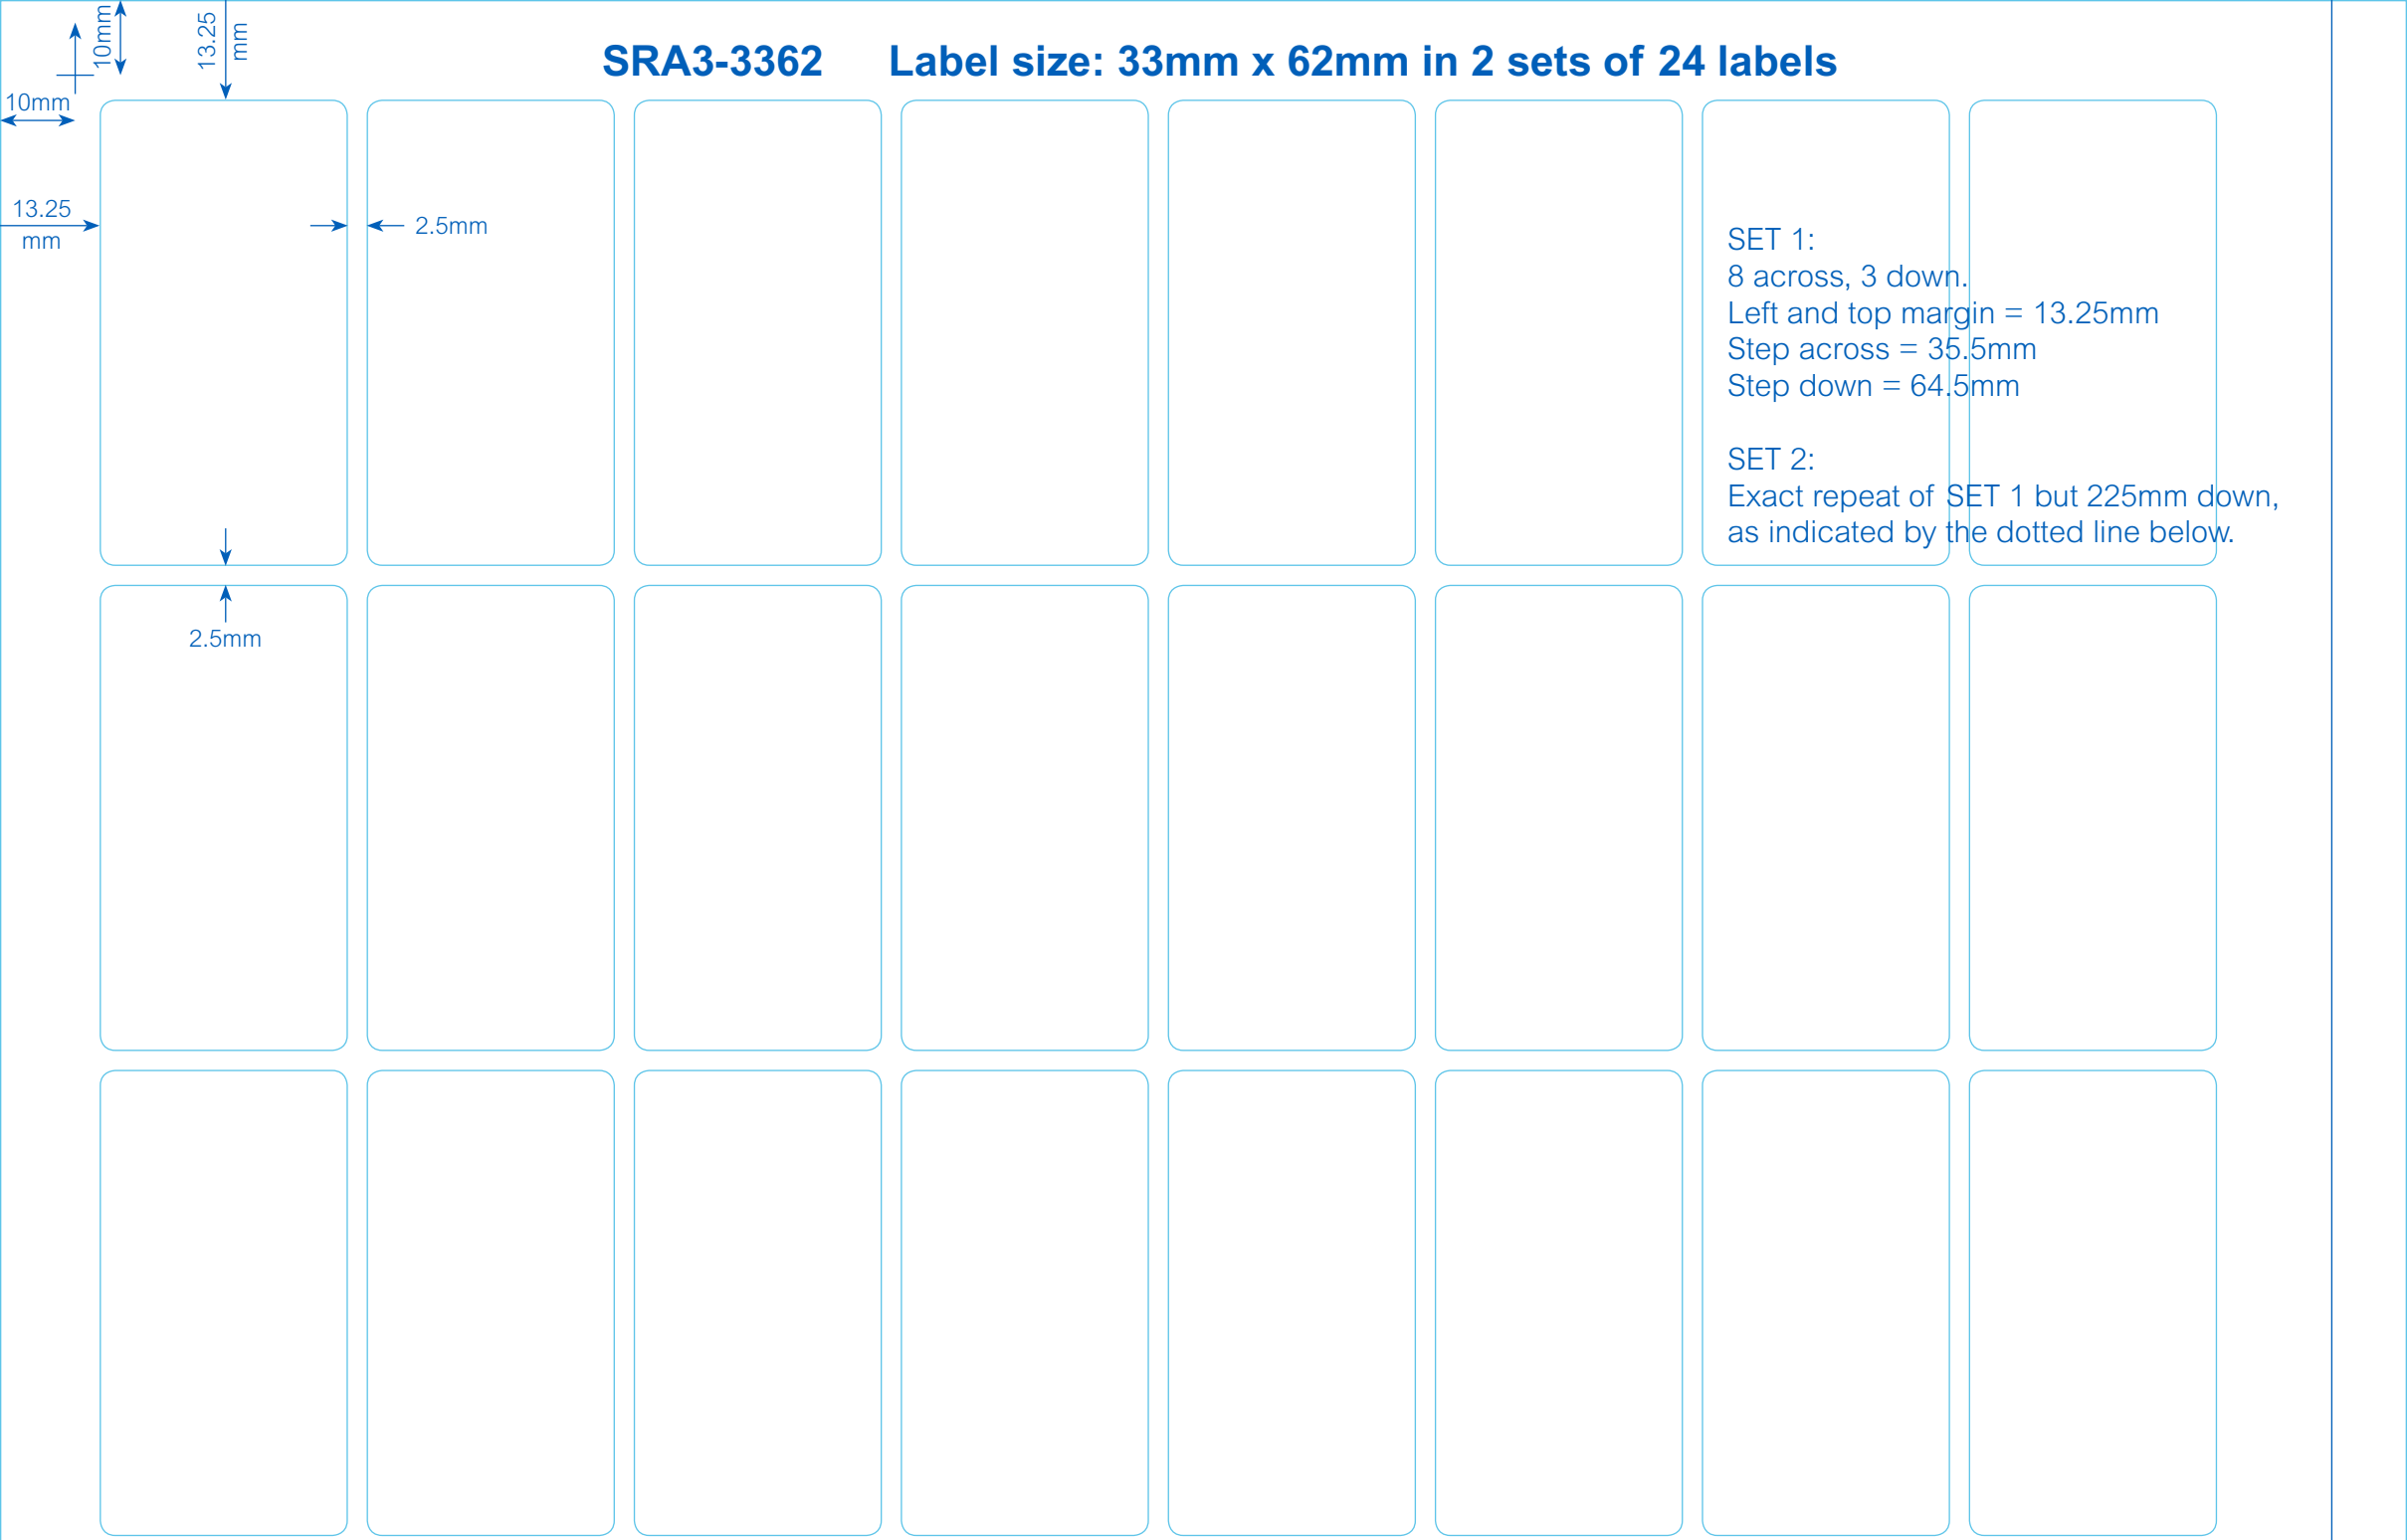 10mm
13.25
mm
SRA3-3362 Label size: 33mm x 62mm in 2 sets of 24 labels
10mm
13.25
mm
2.5mm
SET 1:
8 across, 3 down.
Left and top margin = 13.25mm
Step across = 35.5mm
Step down = 64.5mm
SET 2:
Exact repeat of SET 1 but 225mm down,
as indicated by the dotted line below.
2.5mm